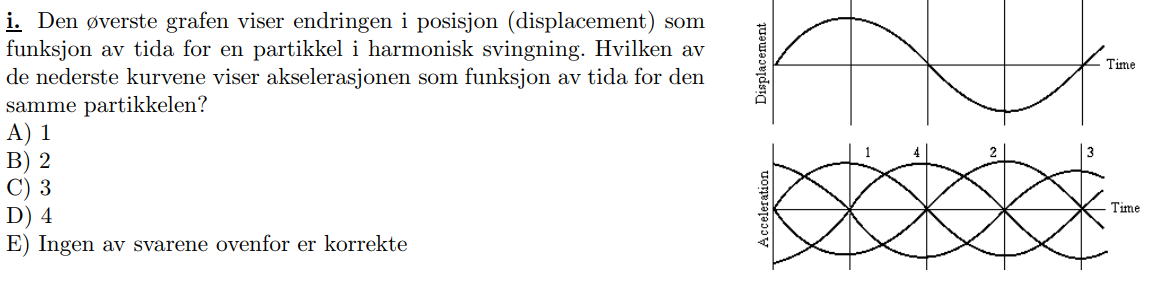 i. Den øverste grafen viser endringen i posisjon (displacement) som
funksjon av tida for en partikkel i harmonisk svingning. Hvilken av
de nederste kurvene viser akselerasjonen som funksjon av tida for den
samme partikkelen?
A) 1
B) 2
C) 3
D) 4
E) Ingen av svarene ovenfor er korrekte
Displacement
Time
1 4 2 3
Acceleration
Time